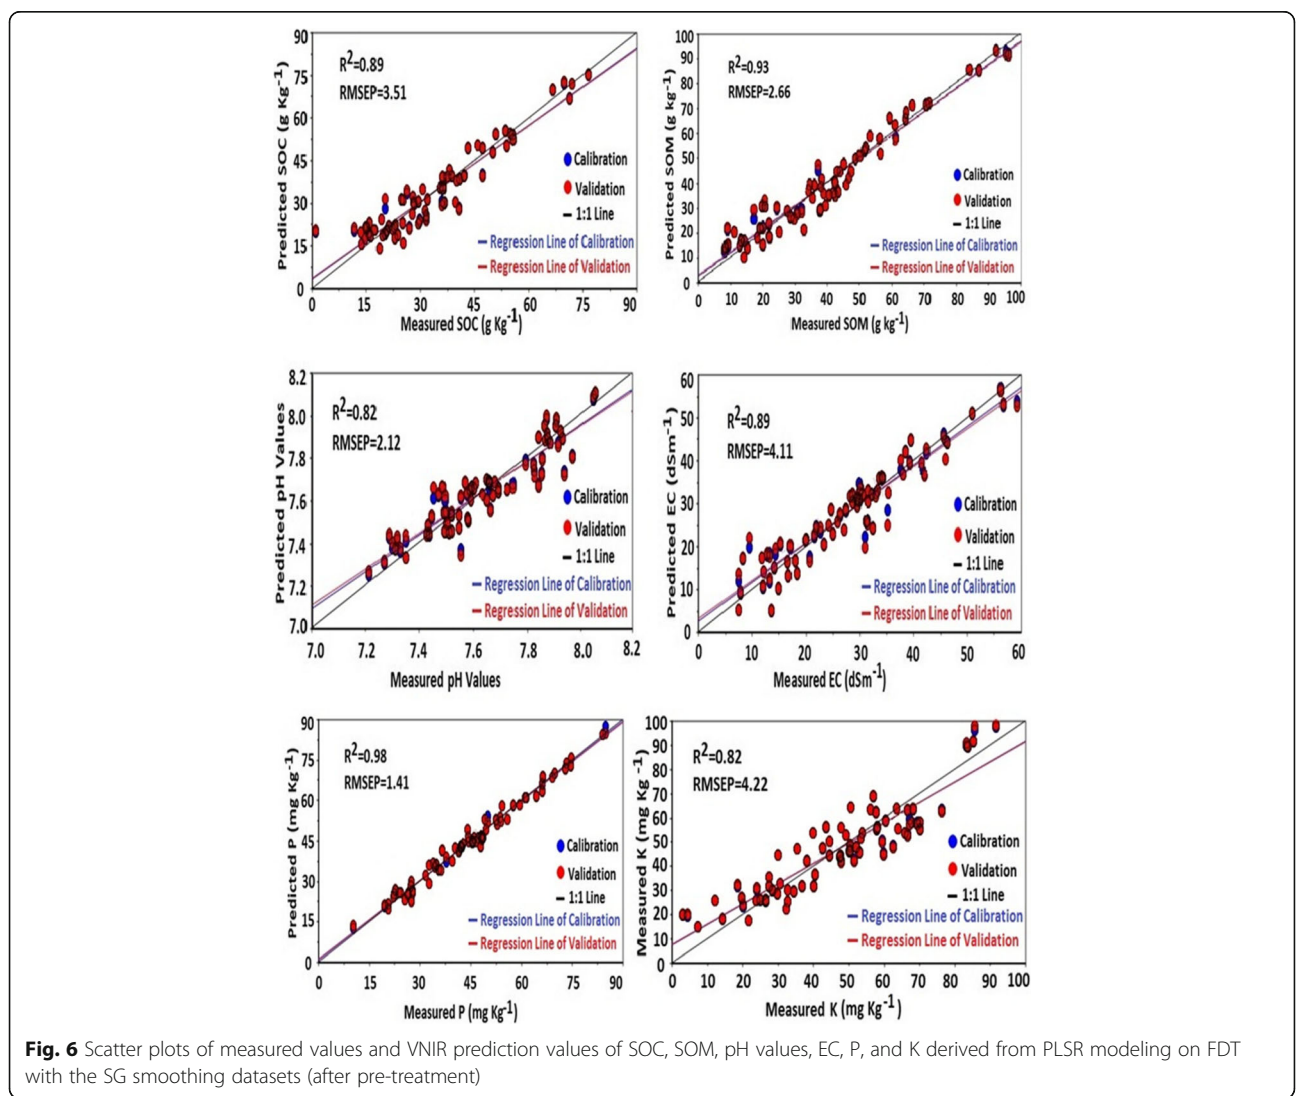 90
75
60
45
30
15
0
Predicted SOC (g Kg-1)
R2=0.89
RMSEP=3.51
Calibration
Validation
1:1 Line
Regression Line of Calibration
Regression Line of Validation
0 15 30 45 60 75 90
Measured SOC (g Kg-1)
100
90
80
70
60
50
40
30
20
10
0
Predicted SOM (g kg-1)
R2=0.93
RMSEP=2.66
Calibration
Validation
1:1 Line
Regression Line of Calibration
Regression Line of Validation
0 10 20 30 40 50 60 70 80 90 100
Measured SOM (g kg-1)
8.2
8.0
7.8
7.6
7.4
7.2
7.0
Predicted pH Values
R2=0.82
RMSEP=2.12
Calibration
Validation
1:1 Line
Regression Line of Calibration
Regression Line of Validation
7.0 7.2 7.4 7.6 7.8 8.0 8.2
Measured pH Values
60
50
40
30
20
10
0
Predicted EC (dSm-1)
R2=0.89
RMSEP=4.11
Calibration
Validation
1:1 Line
Regression Line of Calibration
Regression Line of Validation
0 10 20 30 40 50 60
Measured EC (dSm-1)
90
75
60
45
30
15
0
Predicted P (mg Kg-1)
R2=0.98
RMSEP=1.41
Calibration
Validation
1:1 Line
Regression Line of Calibration
Regression Line of Validation
0 15 30 45 60 75 90
Measured P (mg Kg-1)
100
90
80
70
60
50
40
30
20
10
0
Measured K (mg Kg-1)
R2=0.82
RMSEP=4.22
Calibration
Validation
1:1 Line
Regression Line of Calibration
Regression Line of Validation
0 10 20 30 40 50 60 70 80 90 100
Measured K (mg Kg-1)
Fig. 6 Scatter plots of measured values and VNIR prediction values of SOC, SOM, pH values, EC, P, and K derived from PLSR modeling on FDT
with the SG smoothing datasets (after pre-treatment)